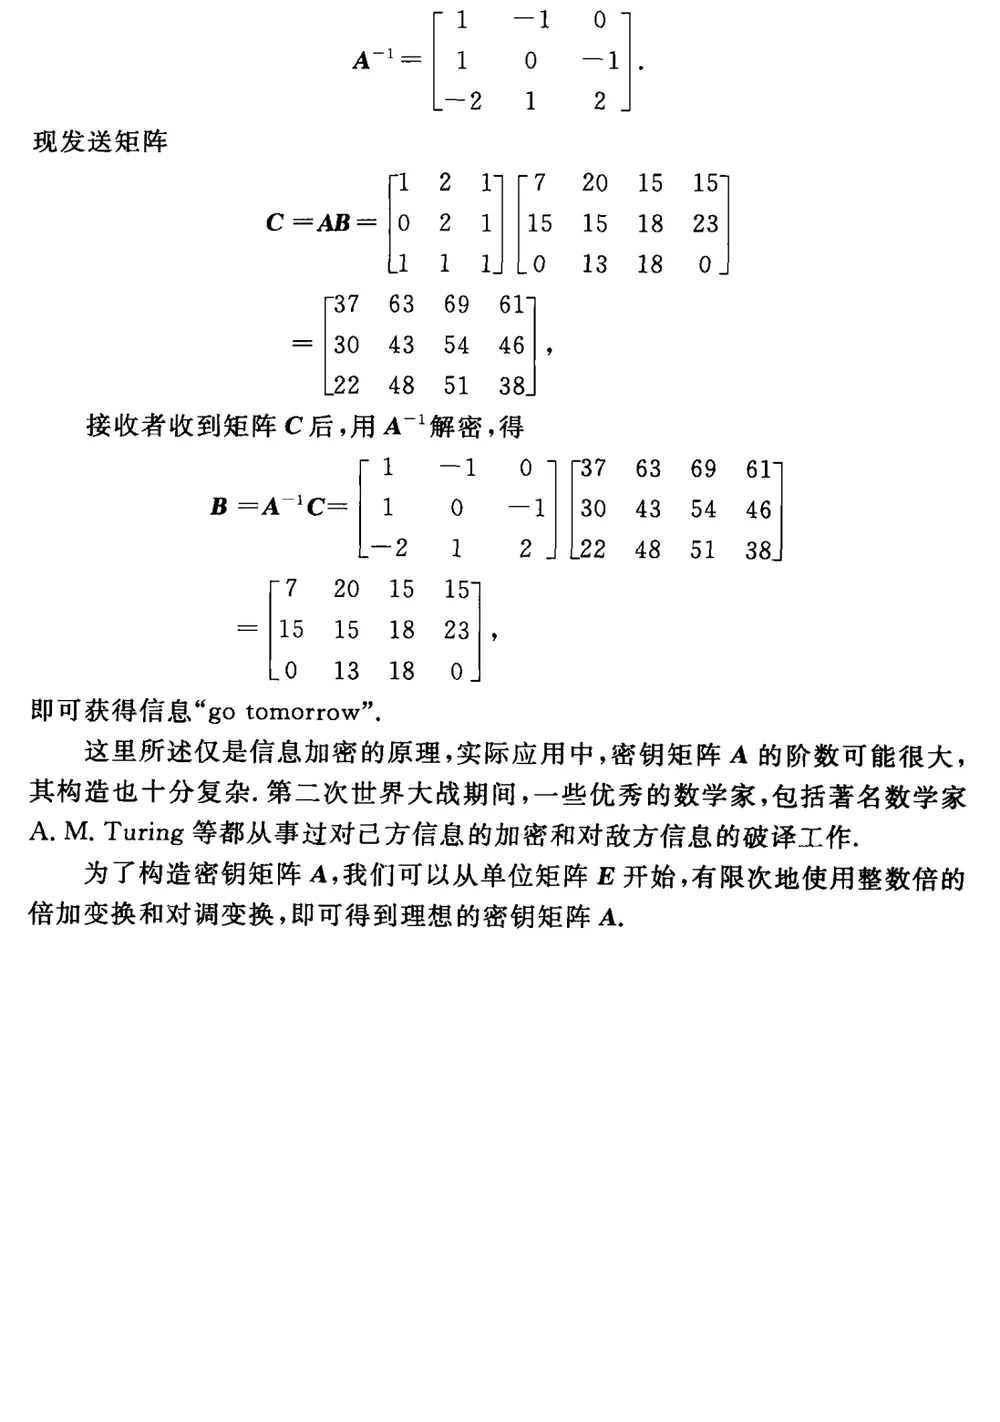 A⁻¹ = [1 −1 0; 1 0 −1; −2 1 2].
现发送矩阵
C = AB = [1 2 1; 0 2 1; 1 1 1] [7 20 15 15; 15 15 18 23; 0 13 18 0]
= [37 63 69 61; 30 43 54 46; 22 48 51 38],
接收者收到矩阵 C 后,用 A⁻¹ 解密,得
B = A⁻¹C = [1 −1 0; 1 0 −1; −2 1 2] [37 63 69 61; 30 43 54 46; 22 48 51 38]
= [7 20 15 15; 15 15 18 23; 0 13 18 0],
即可获得信息“go tomorrow”.
这里所述仅是信息加密的原理,实际应用中,密钥矩阵 A 的阶数可能很大,
其构造也十分复杂. 第二次世界大战期间,一些优秀的数学家,包括著名数学家
A. M. Turing 等都从事过对己方信息的加密和对敌方信息的破译工作.
为了构造密钥矩阵 A,我们可以从单位矩阵 E 开始,有限次地使用整数倍的
倍加变换和对调变换,即可得到理想的密钥矩阵 A.